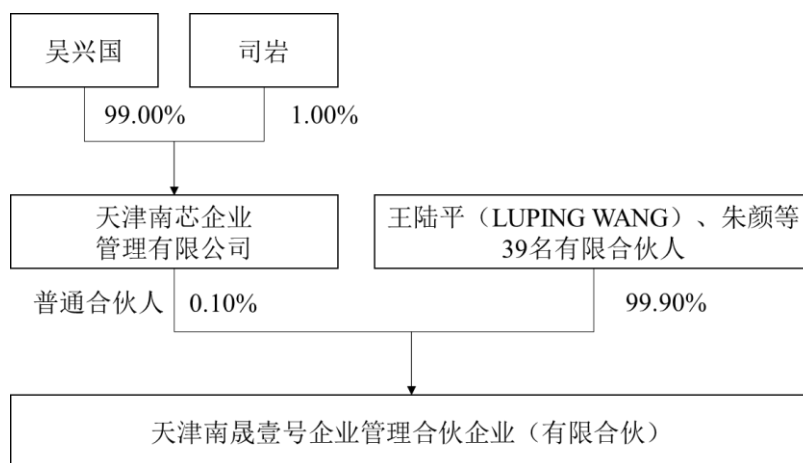 吴兴国
司岩
99.00%
1.00%
天津南芯企业
管理有限公司
王陆平（LUPING WANG）、朱颜等
39名有限合伙人
普通合伙人 0.10%
99.90%
天津南晟壹号企业管理合伙企业（有限合伙）